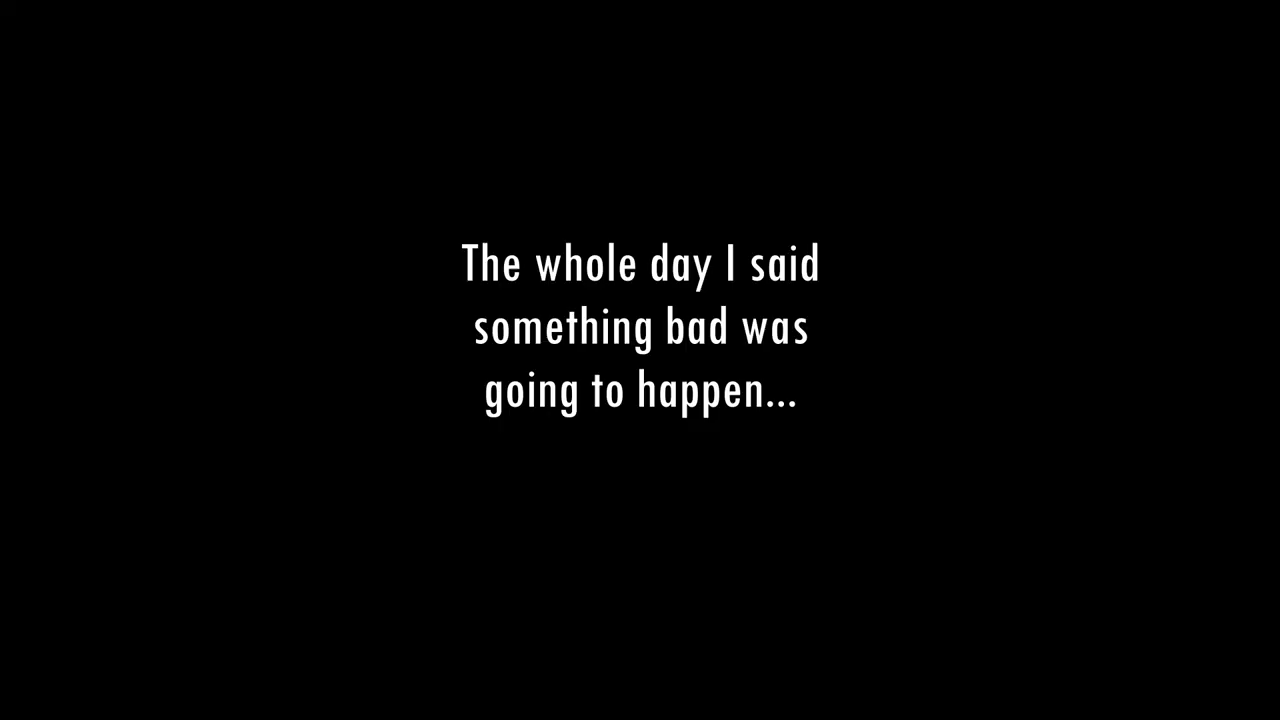 The whole day I said
something bad was
going to happen...